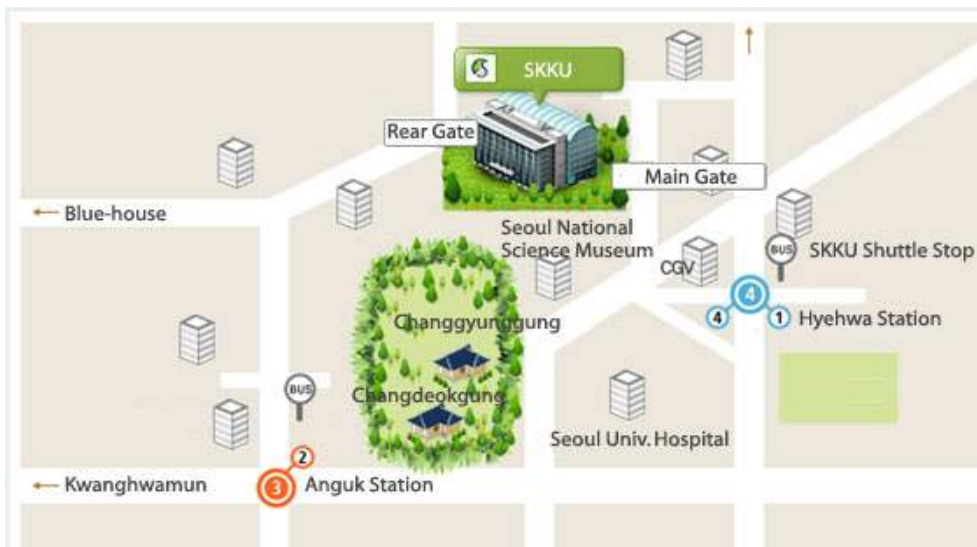 SKKU
Rear Gate
Main Gate
Blue-house
Seoul National
Science Museum
BUS
SKKU Shuttle Stop
CGV
4
4
1
Hyehwa Station
Changgyunggung
Changdeokgung
BUS
Seoul Univ. Hospital
2
Kwanghwamun
3
Anguk Station